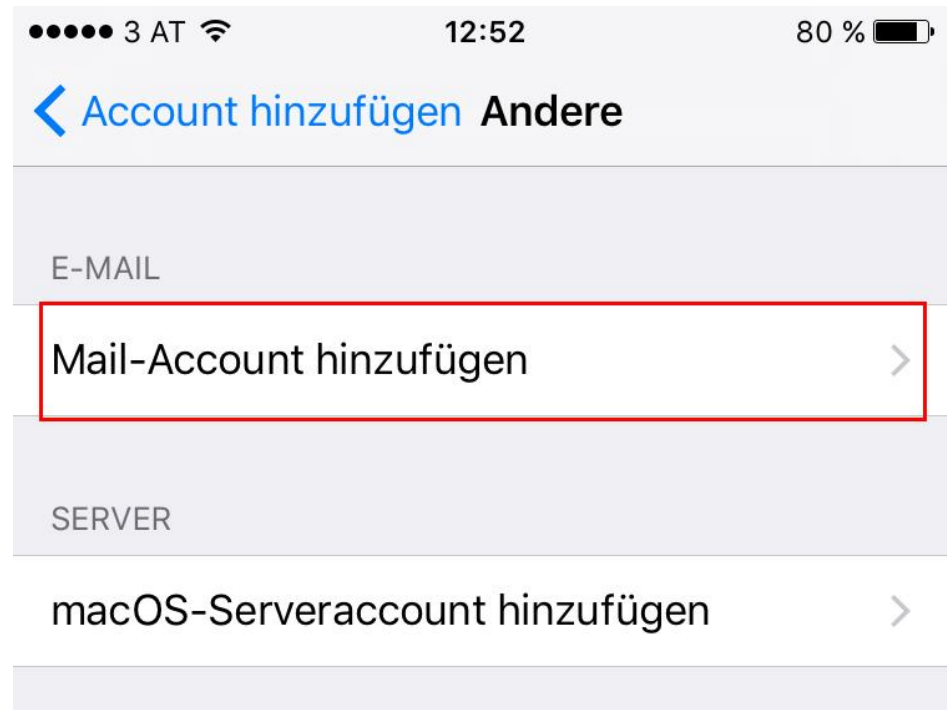 3 AT 12:52 80 %
Account hinzufügen Andere
E-MAIL
Mail-Account hinzufügen
SERVER
macOS-Serveraccount hinzufügen